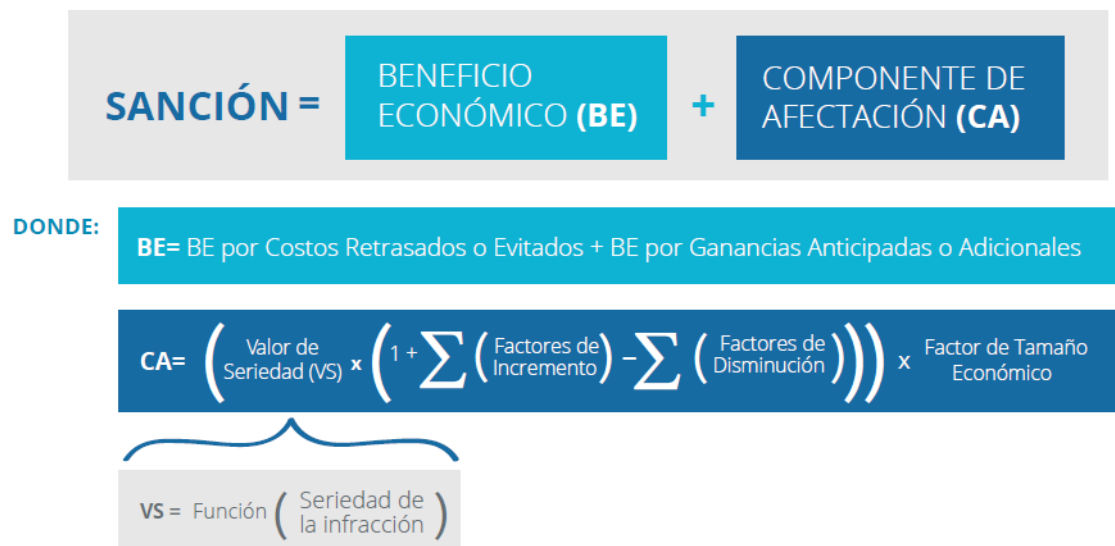 SANCIÓN =
BENEFICIO
ECONÓMICO (BE)
+
COMPONENTE DE
AFECTACIÓN (CA)
DONDE:
BE= BE por Costos Retrasados o Evitados + BE por Ganancias Anticipadas o Adicionales
CA= ( Valor de Seriedad (VS) x ( 1 + ∑ ( Factores de Incremento ) – ∑ ( Factores de Disminución ) ) ) x Factor de Tamaño Económico
VS = Función ( Seriedad de la infracción )